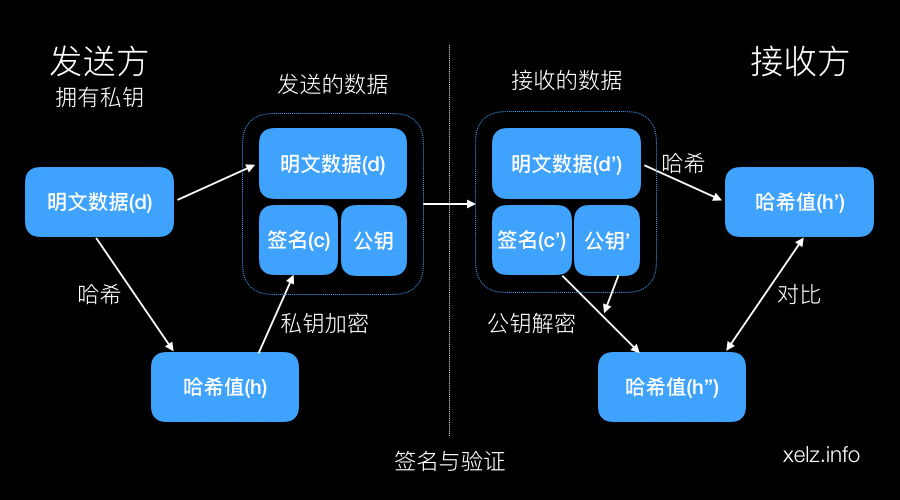 发送方
拥有私钥
明文数据(d)
哈希
哈希值(h)
私钥加密
发送的数据
明文数据(d)
签名(c)
公钥
接收的数据
明文数据(d’)
签名(c’)
公钥’
公钥解密
哈希值(h”)
接收方
哈希
哈希值(h’)
对比
签名与验证
xelz.info